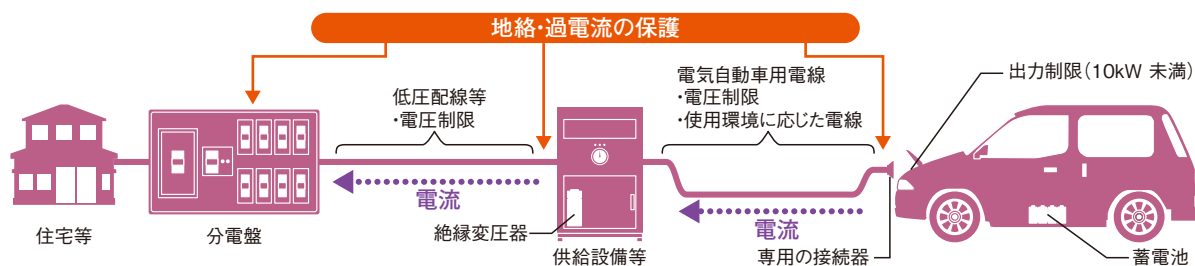 地絡・過電流の保護
電気自動車用電線
・電圧制限
・使用環境に応じた電線
出力制限（10kW 未満）
低圧配線等
・電圧制限
電流
電流
住宅等
分電盤
絶縁変圧器
供給設備等
専用の接続器
蓄電池